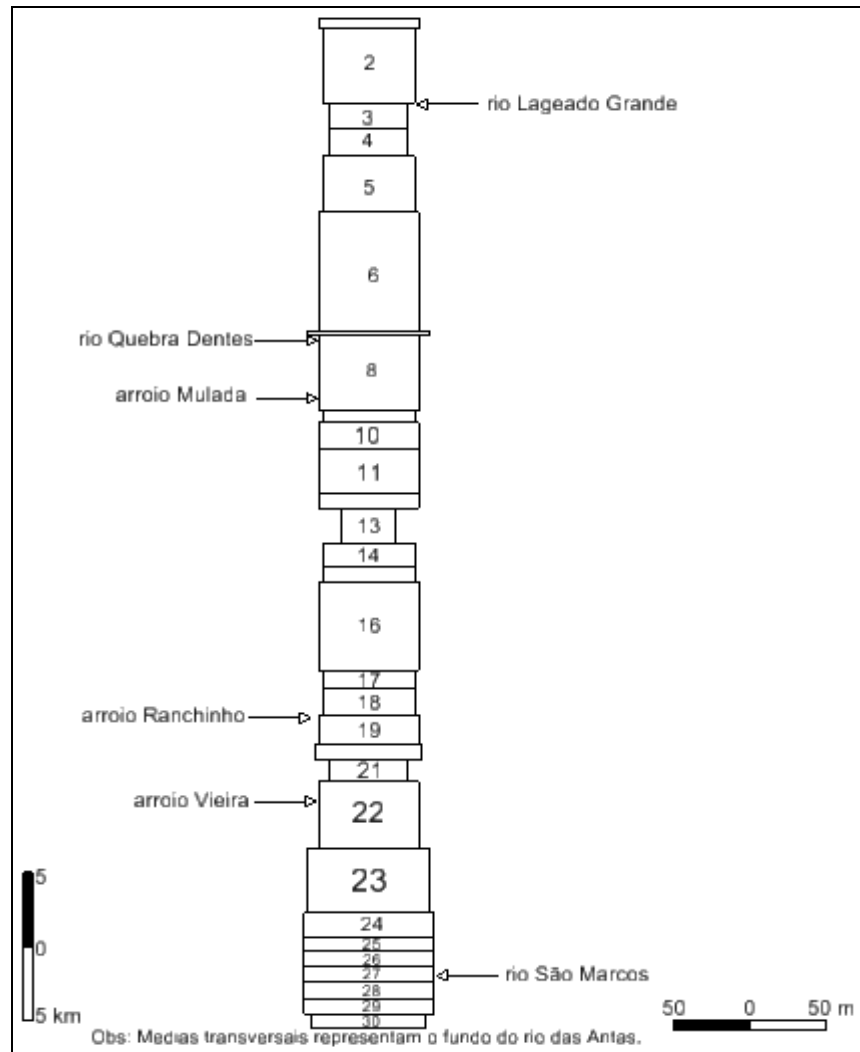 2
rio Lageado Grande
3
4
5
6
rio Quebra Dentes
8
arroio Mulada
10
11
13
14
16
17
18
arroio Ranchinho
19
21
arroio Vieira
22
23
24
25
26
rio São Marcos
27
28
29
30
5
0
5 km
50 0 50 m
Obs: Medias transversais representam o fundo do rio das Antas.